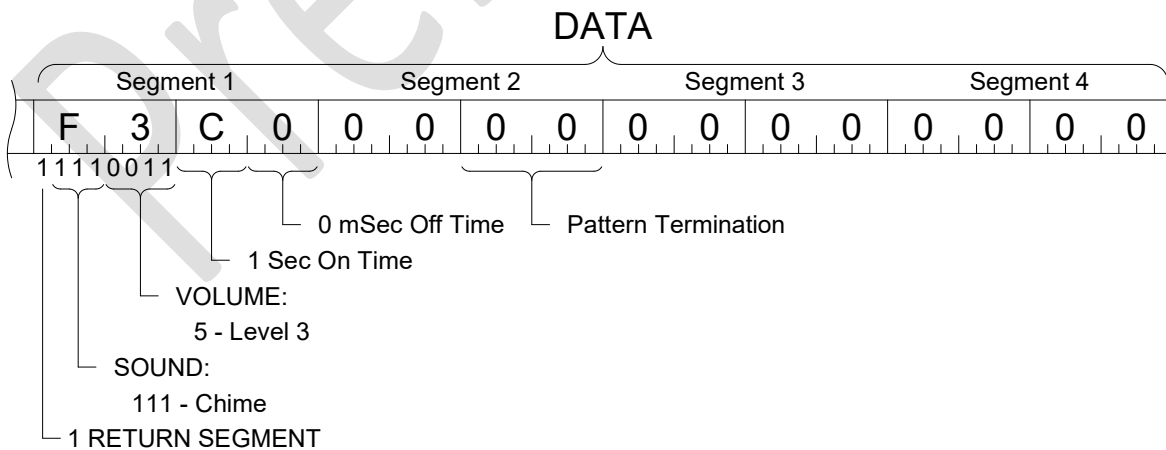 DATA
Segment 1 Segment 2 Segment 3 Segment 4
F 3 C 0 0 0 0 0 0 0 0 0 0 0 0 0
1 1 1 1 0 0 1 1
0 mSec Off Time Pattern Termination
1 Sec On Time
VOLUME:
5 - Level 3
SOUND:
111 - Chime
1 RETURN SEGMENT